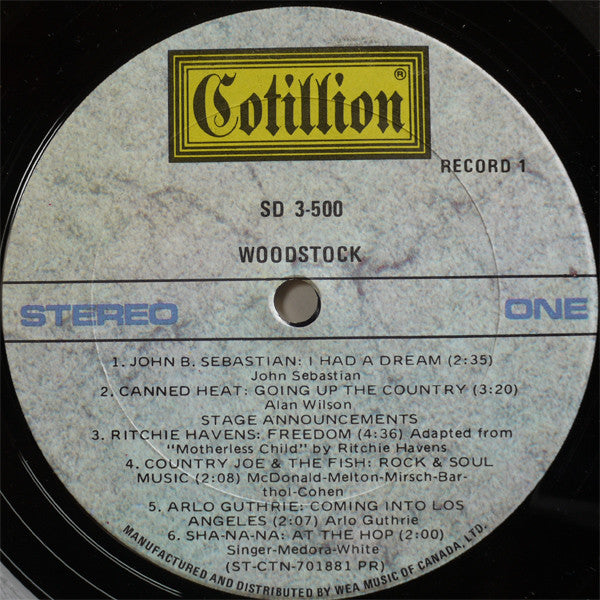 Cotillion®
RECORD 1
SD 3-500
WOODSTOCK
STEREO ONE
1. JOHN B. SEBASTIAN: I HAD A DREAM (2:35)
John Sebastian
2. CANNED HEAT: GOING UP THE COUNTRY (3:20)
Alan Wilson
STAGE ANNOUNCEMENTS
3. RITCHIE HAVENS: FREEDOM (4:36) Adapted from
"Motherless Child" by Ritchie Havens
4. COUNTRY JOE & THE FISH: ROCK & SOUL
MUSIC (2:08) McDonald-Melton-Mirsch-Bar-
thol-Cohen
5. ARLO GUTHRIE: COMING INTO LOS
ANGELES (2:07) Arlo Guthrie
6. SHA-NA-NA: AT THE HOP (2:00)
Singer-Medora-White
(ST-CTN-701881 PR)
MANUFACTURED AND DISTRIBUTED BY WEA MUSIC OF CANADA, LTD.